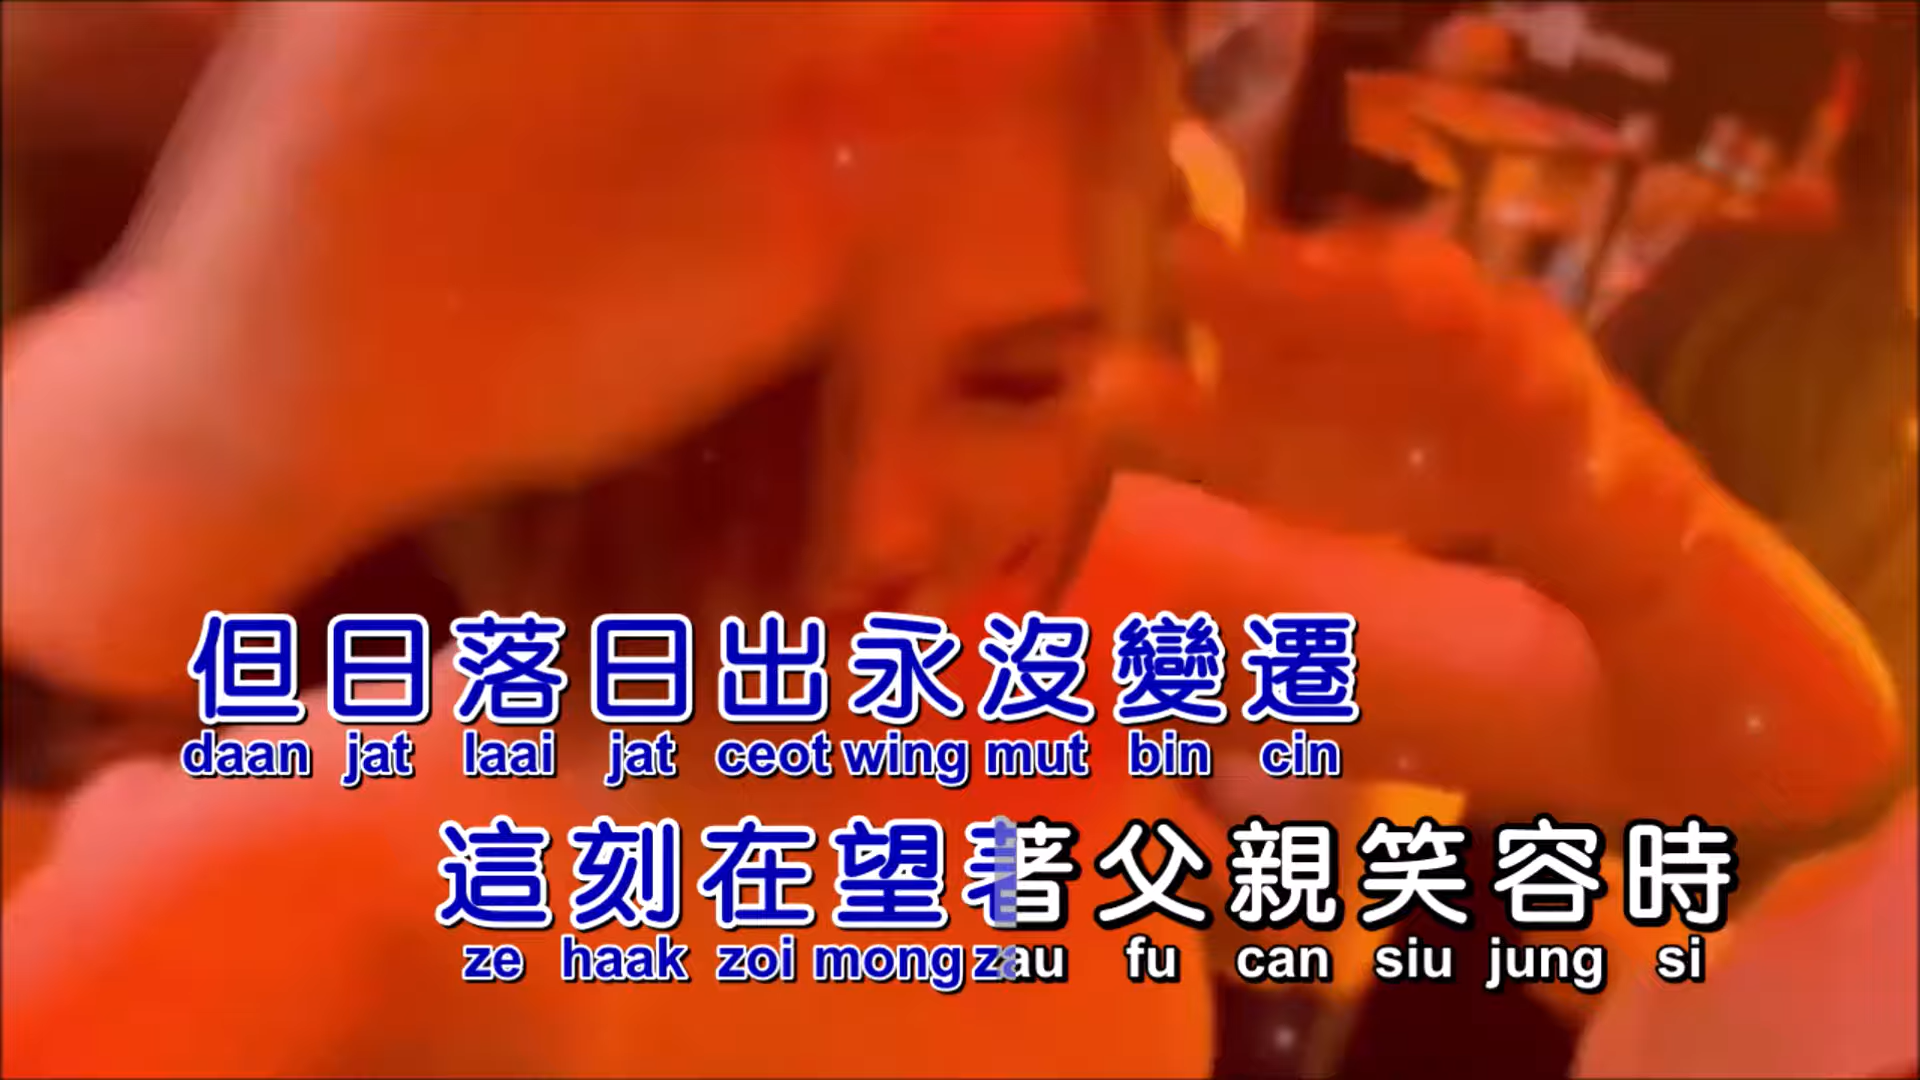 但日落日出永沒變遷
daan jat laai jat ceot wing mut bin cin
這刻在望著父親笑容時
ze haak zoi mong zau fu can siu jung si